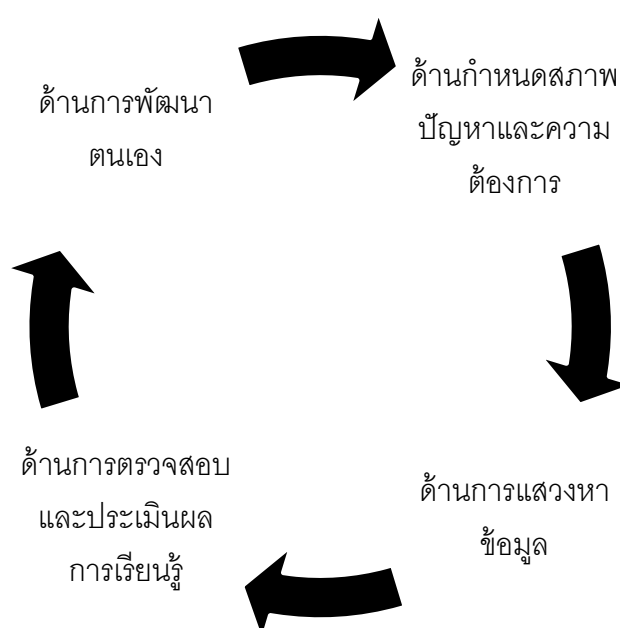 ด้านการพัฒนา
ตนเอง
ด้านกำหนดสภาพ
ปัญหาและความ
ต้องการ
ด้านการตรวจสอบ
และประเมินผล
การเรียนรู้
ด้านการแสวงหา
ข้อมูล